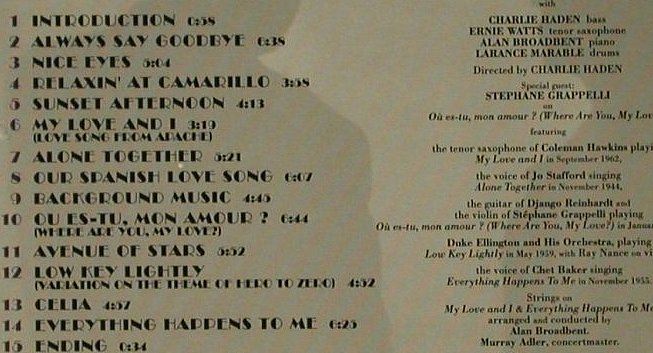 1 INTRODUCTION 0:58
2 ALWAYS SAY GOODBYE 6:38
3 NICE EYES 5:04
4 RELAXIN' AT CAMARILLO 3:58
5 SUNSET AFTERNOON 4:13
6 MY LOVE AND I 3:19
(LOVE SONG FROM APACHE)
7 ALONE TOGETHER 5:21
8 OUR SPANISH LOVE SONG 6:07
9 BACKGROUND MUSIC 4:45
10 OU ES-TU, MON AMOUR ? 6:44
(WHERE ARE YOU, MY LOVE?)
11 AVENUE OF STARS 5:52
12 LOW KEY LIGHTLY
(VARIATION ON THE THEME OF HERO TO ZERO) 4:52
13 CELIA 4:57
14 EVERYTHING HAPPENS TO ME 6:25
15 ENDING 0:34
with
CHARLIE HADEN bass
ERNIE WATTS tenor saxophone
ALAN BROADBENT piano
LARANCE MARABLE drums
Directed by CHARLIE HADEN
Special guest:
STEPHANE GRAPPELLI
on
Où es-tu, mon amour ? (Where Are You, My Lov
featuring
the tenor saxophone of Coleman Hawkins playi
My Love and I in September 1962,
the voice of Jo Stafford singing
Alone Together in November 1944,
the guitar of Django Reinhardt and
the violin of Stéphane Grappelli playing
Où es-tu, mon amour ? (Where Are You, My Love?) in Janua
Duke Ellington and His Orchestra, playing
Low Key Lightly in May 1959, with Ray Nance on vi
the voice of Chet Baker singing
Everything Happens To Me in November 1955.
Strings on
My Love and I & Everything Happens To Me
arranged and conducted by
Alan Broadbent.
Murray Adler, concertmaster.